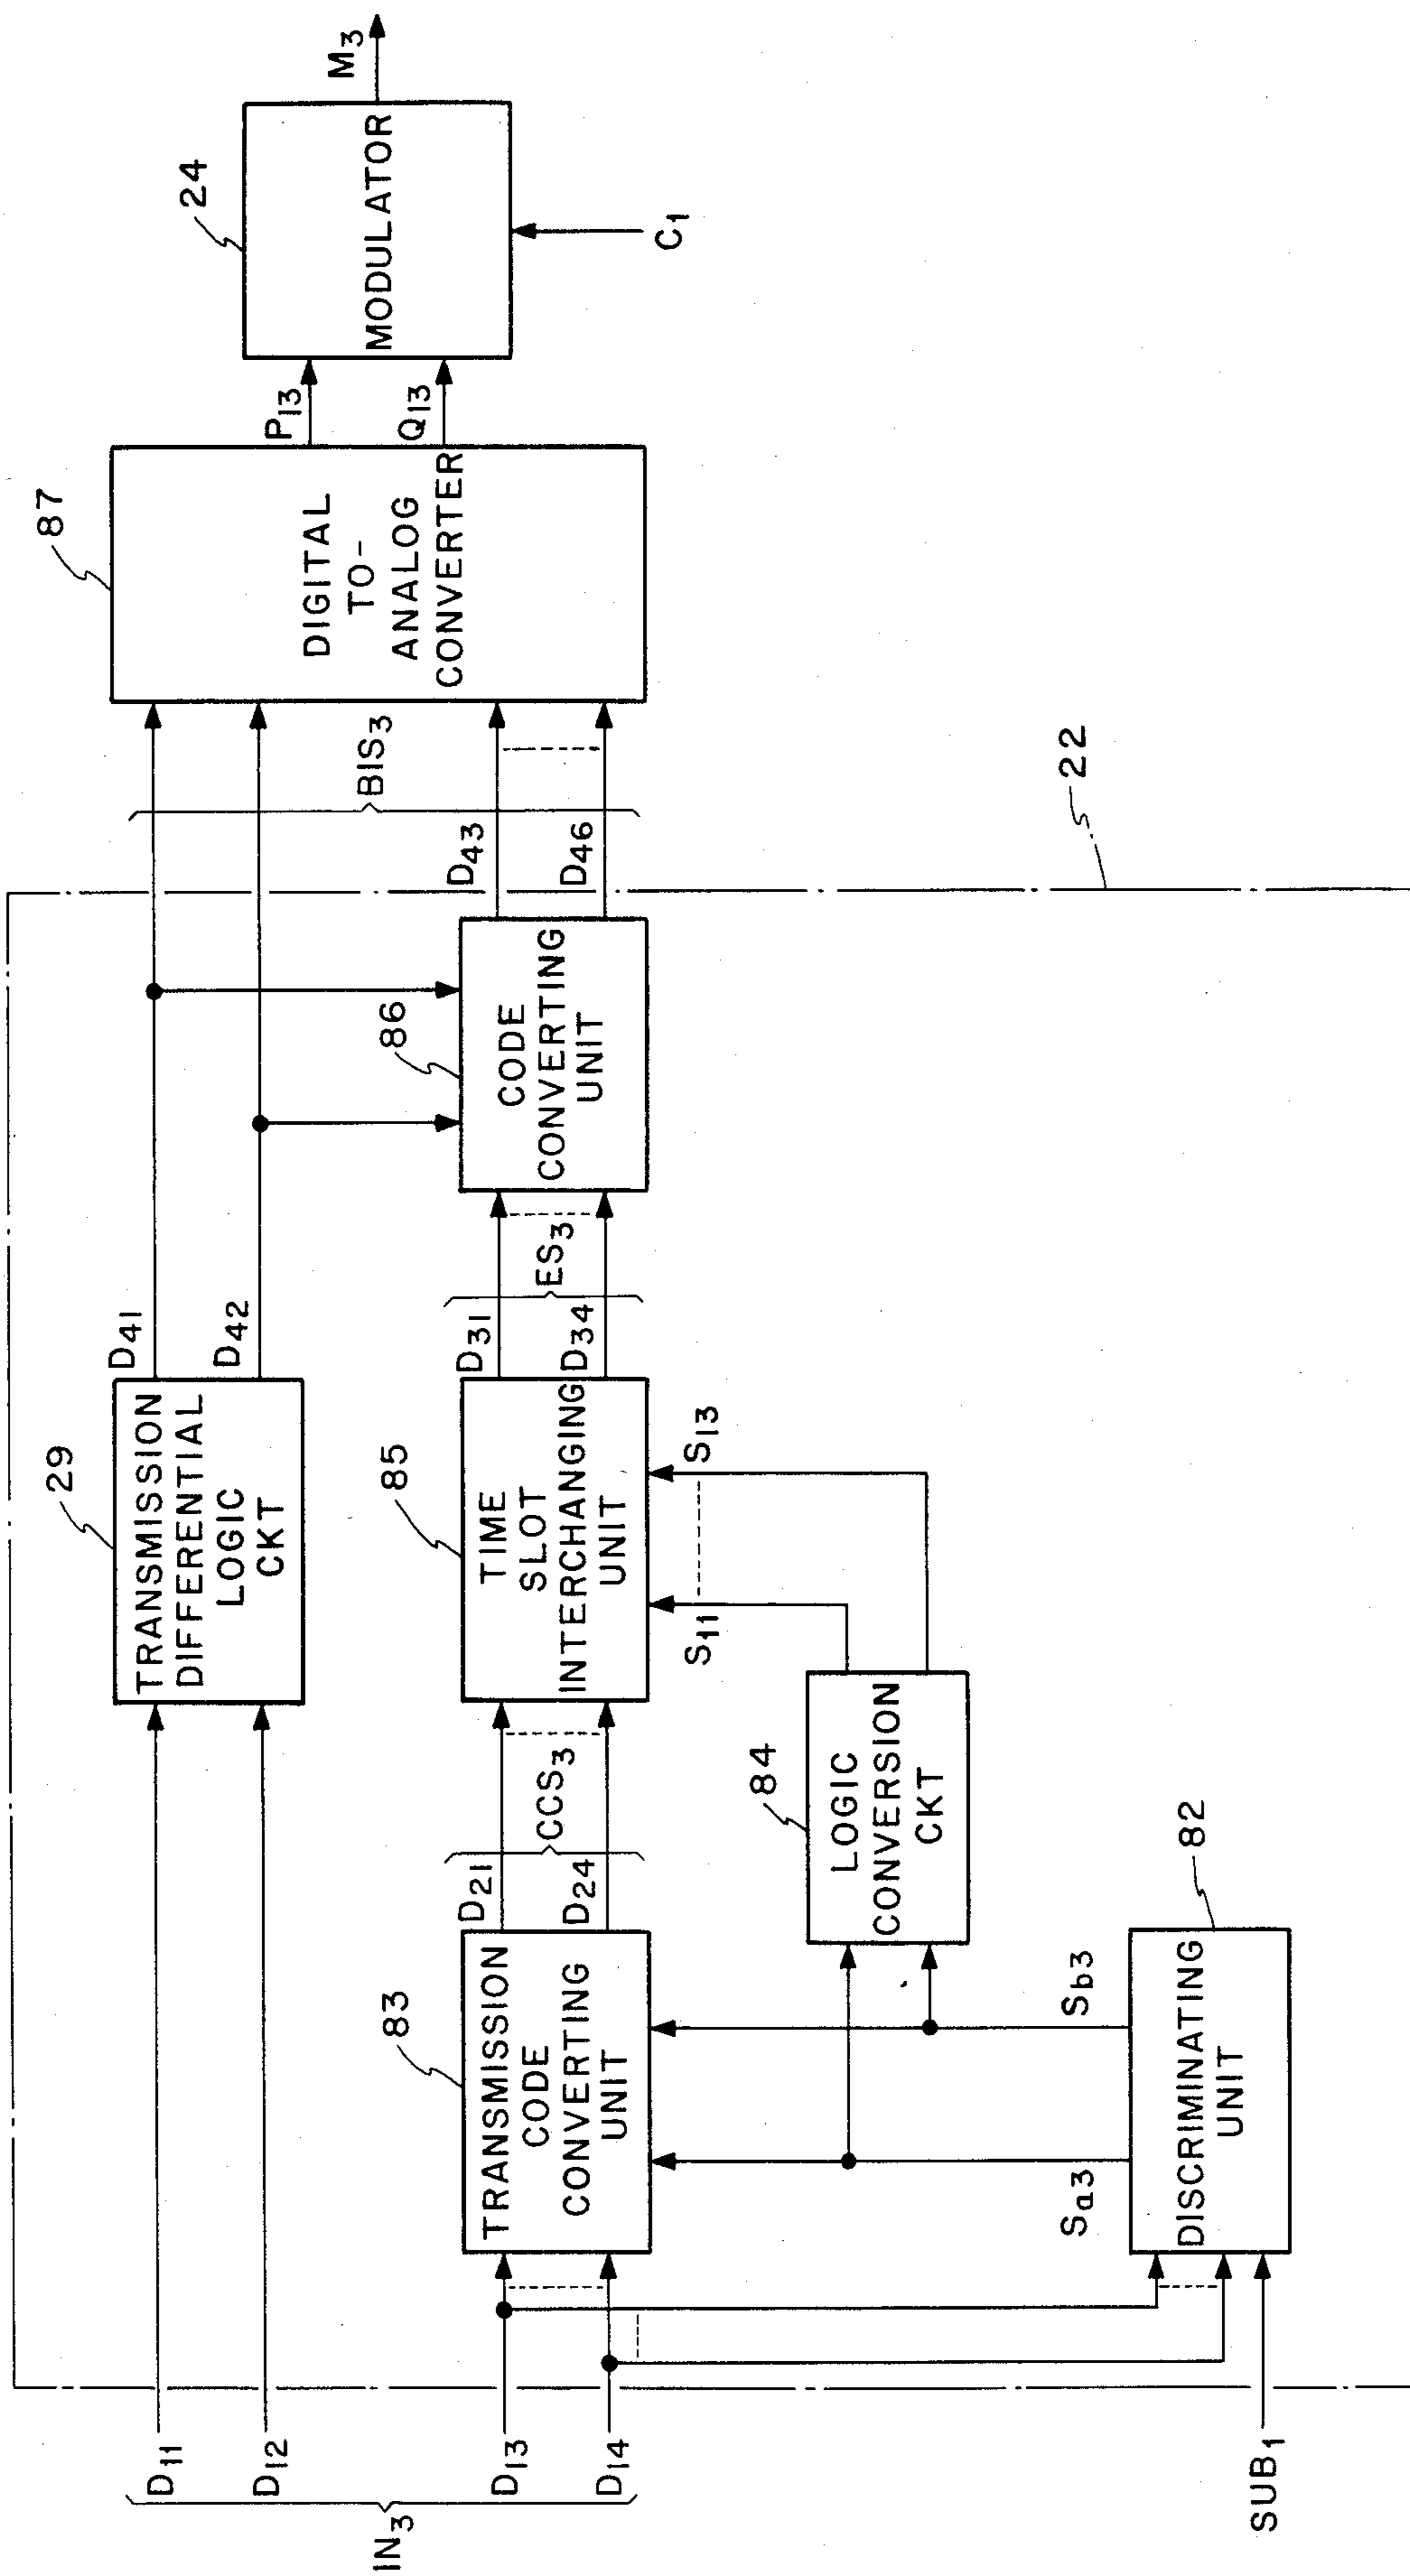 IN3
D11
D12
D13
D14
SUB1
29
TRANSMISSION
DIFFERENTIAL
LOGIC
CKT
D41
D42
83
TRANSMISSION
CODE
CONVERTING
UNIT
D21
D24
CCS3
85
TIME
SLOT
INTERCHANGING
UNIT
D31
D34
ES3
86
CODE
CONVERTING
UNIT
D43
D46
BIS3
87
DIGITAL
TO-
ANALOG
CONVERTER
P13
Q13
24
MODULATOR
M3
C1
84
LOGIC
CONVERSION
CKT
S11
S13
82
DISCRIMINATING
UNIT
Sa3
Sb3
22